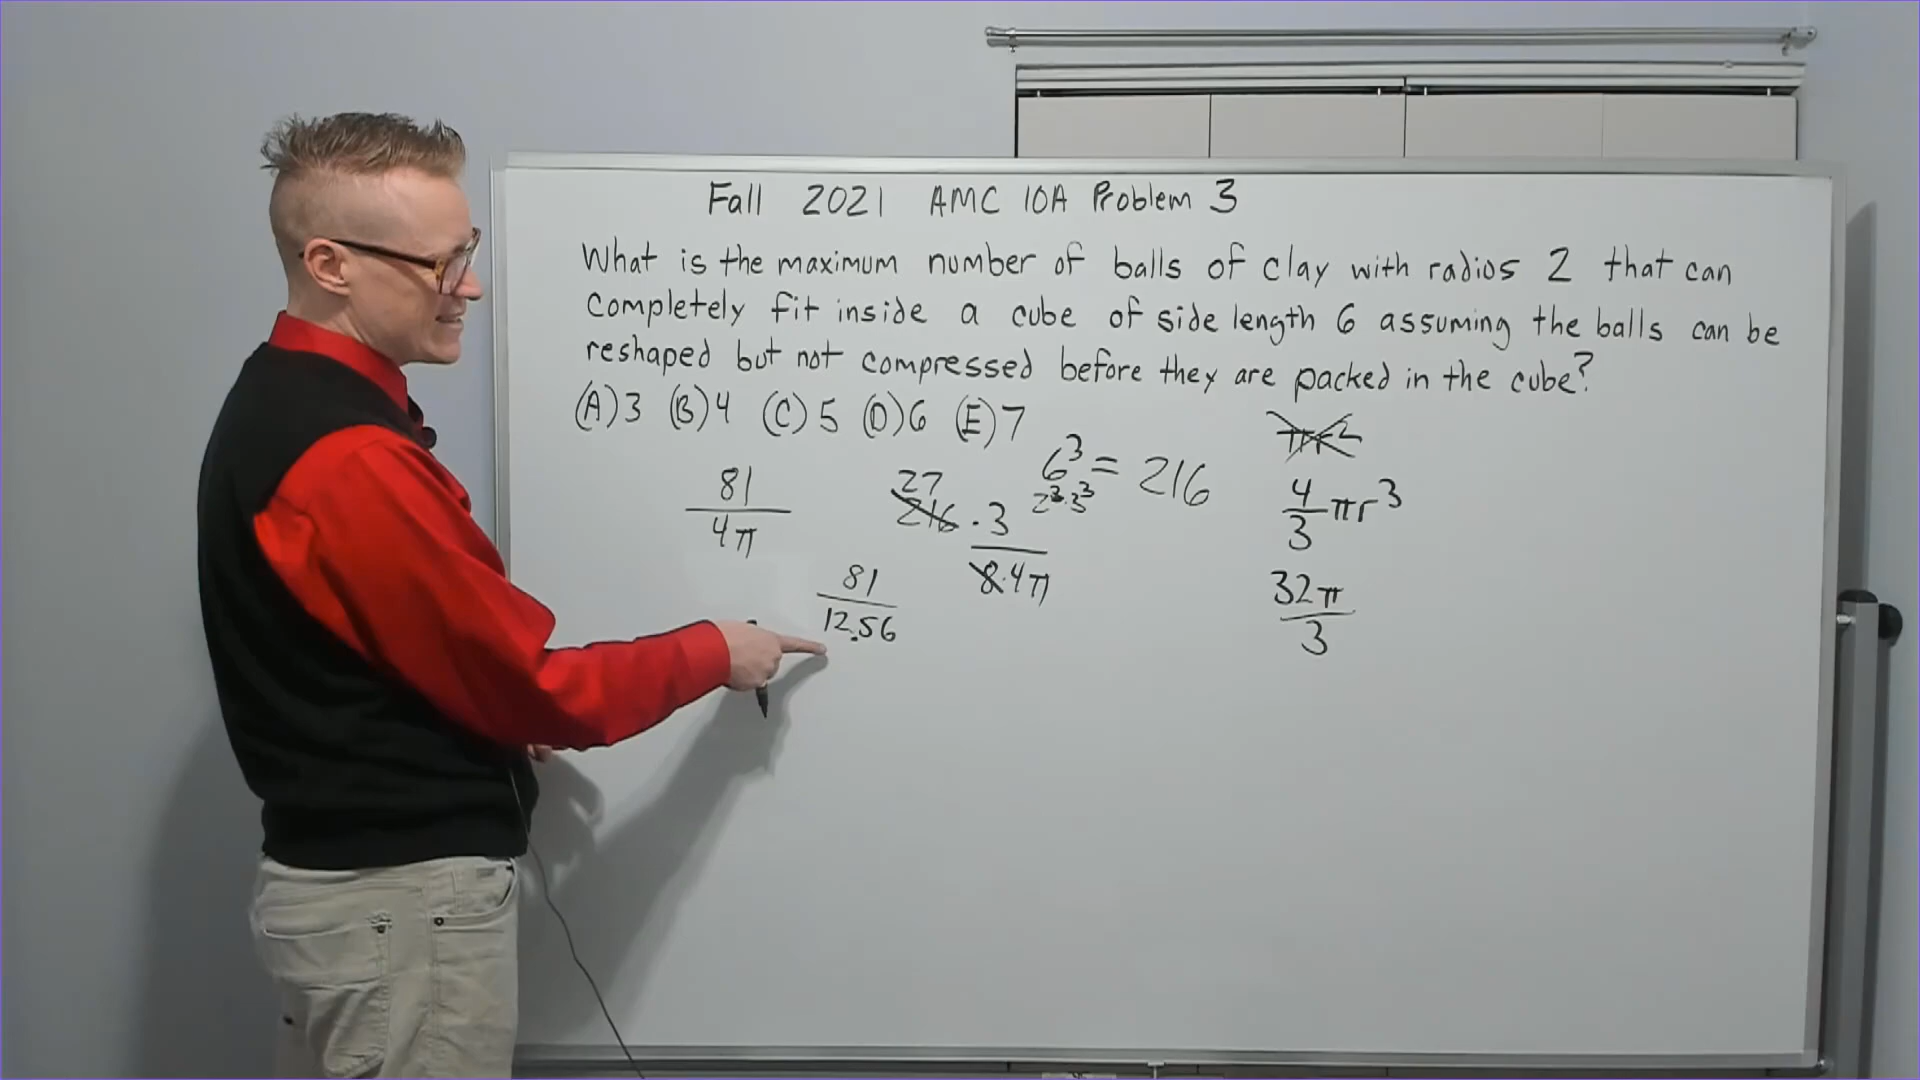 Fall 2021 AMC 10A Problem 3
What is the maximum number of balls of clay with radius 2 that can
completely fit inside a cube of side length 6 assuming the balls can be
reshaped but not compressed before they are packed in the cube?
(A) 3 (B) 4 (C) 5 (D) 6 (E) 7
πr²
6³ = 216
2³·3³
4/3 πr³
32π/3
27
216·3
8·4π
81/4π
81/12.56